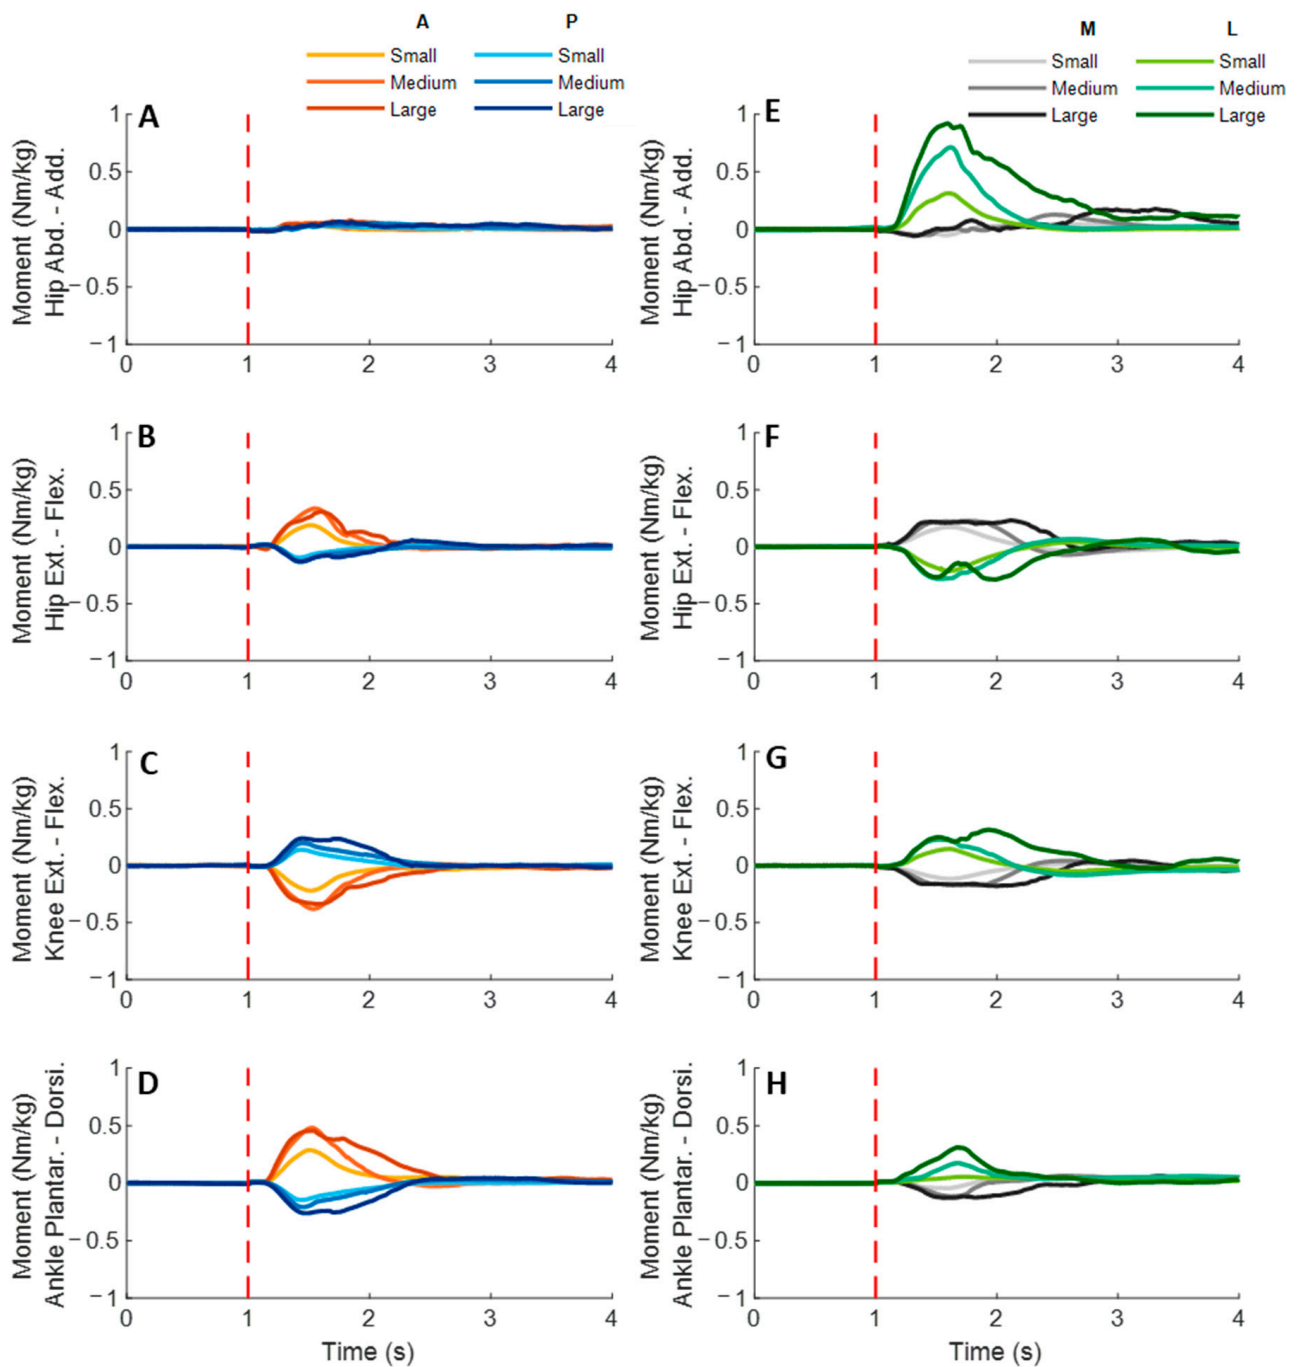 A P
Small Small
Medium Medium
Large Large
M L
Small Small
Medium Medium
Large Large
A
Moment (Nm/kg)
Hip Abd. - Add.
1
0.5
0
−0.5
−1
0 1 2 3 4
E
Moment (Nm/kg)
Hip Abd. - Add.
1
0.5
0
−0.5
−1
0 1 2 3 4
B
Moment (Nm/kg)
Hip Ext. - Flex.
1
0.5
0
−0.5
−1
0 1 2 3 4
F
Moment (Nm/kg)
Hip Ext. - Flex.
1
0.5
0
−0.5
−1
0 1 2 3 4
C
Moment (Nm/kg)
Knee Ext. - Flex.
1
0.5
0
−0.5
−1
0 1 2 3 4
G
Moment (Nm/kg)
Knee Ext. - Flex.
1
0.5
0
−0.5
−1
0 1 2 3 4
D
Moment (Nm/kg)
Ankle Plantar. - Dorsi.
1
0.5
0
−0.5
−1
0 1 2 3 4
Time (s)
H
Moment (Nm/kg)
Ankle Plantar. - Dorsi.
1
0.5
0
−0.5
−1
0 1 2 3 4
Time (s)